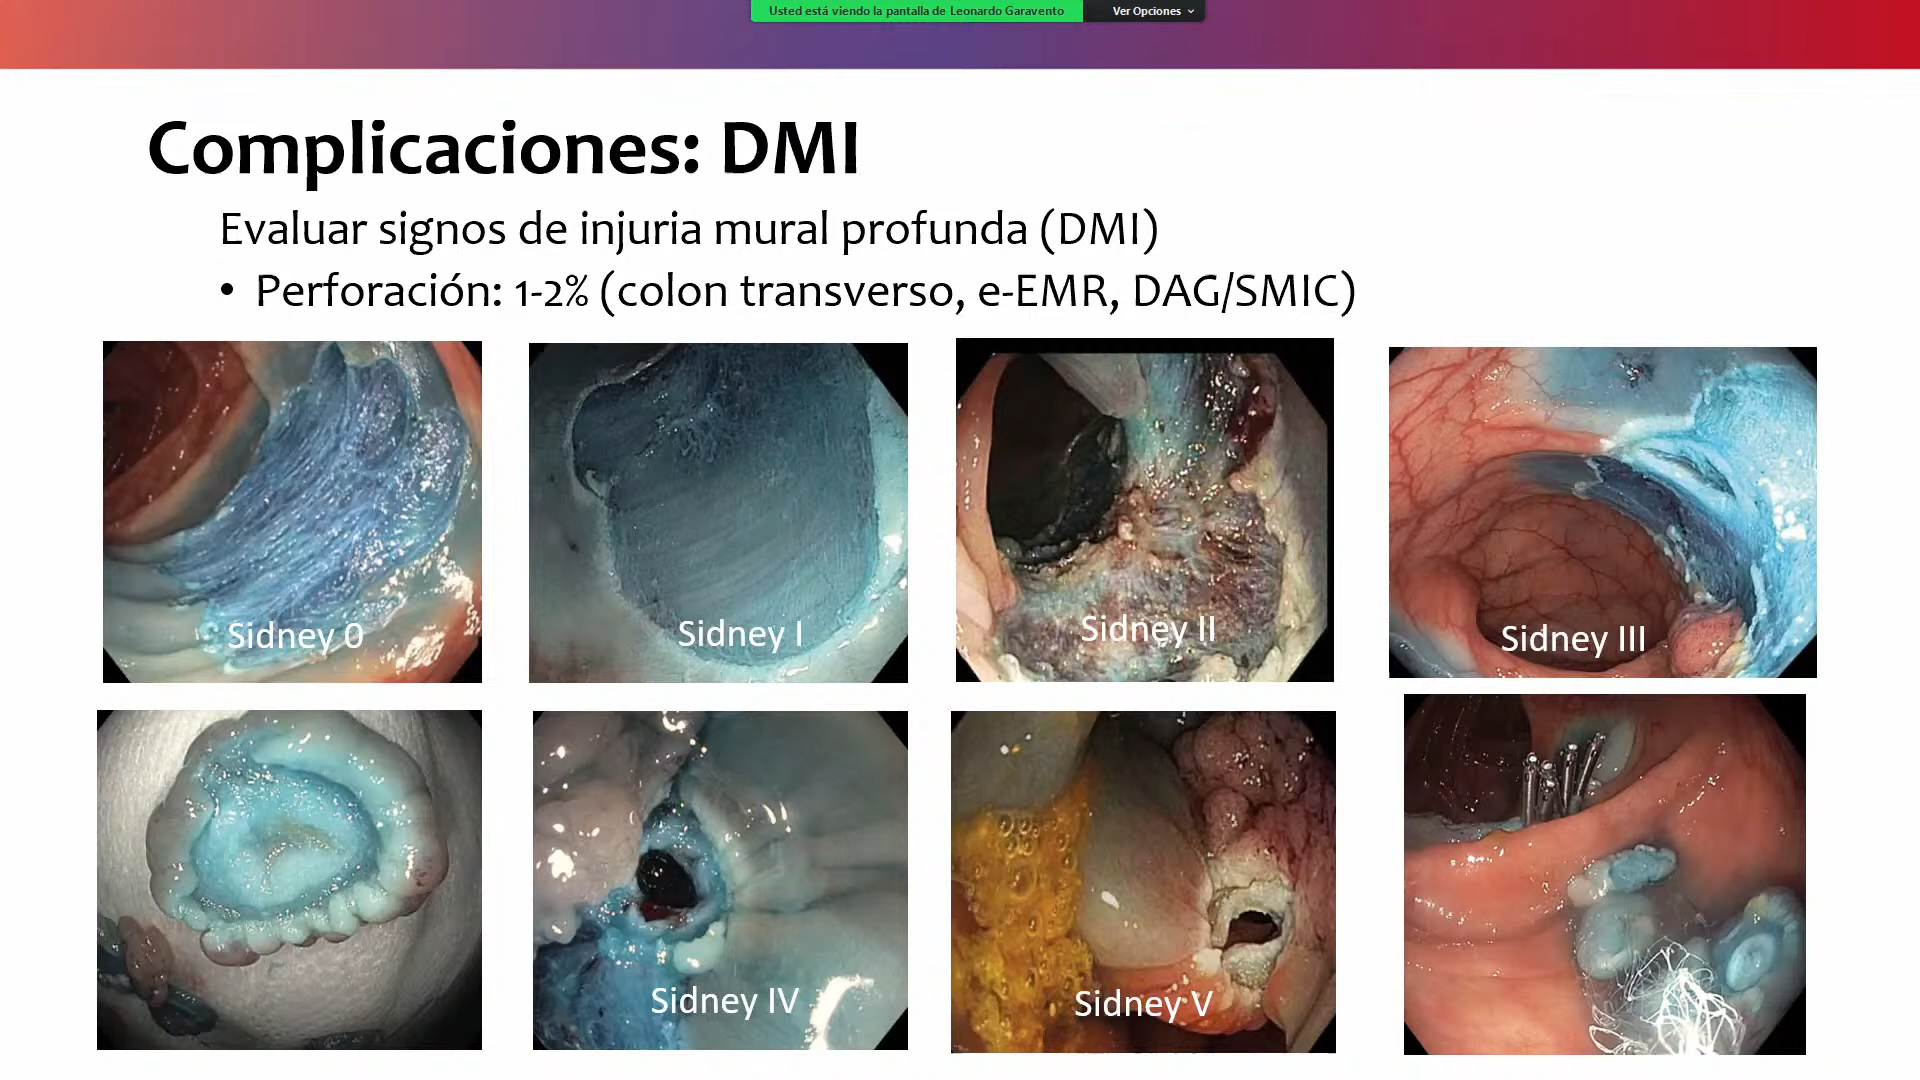 Usted está viendo la pantalla de Leonardo Garavento
Ver Opciones
Complicaciones: DMI
Evaluar signos de injuria mural profunda (DMI)
• Perforación: 1-2% (colon transverso, e-EMR, DAG/SMIC)
Sidney 0
Sidney I
Sidney II
Sidney III
Sidney IV
Sidney V